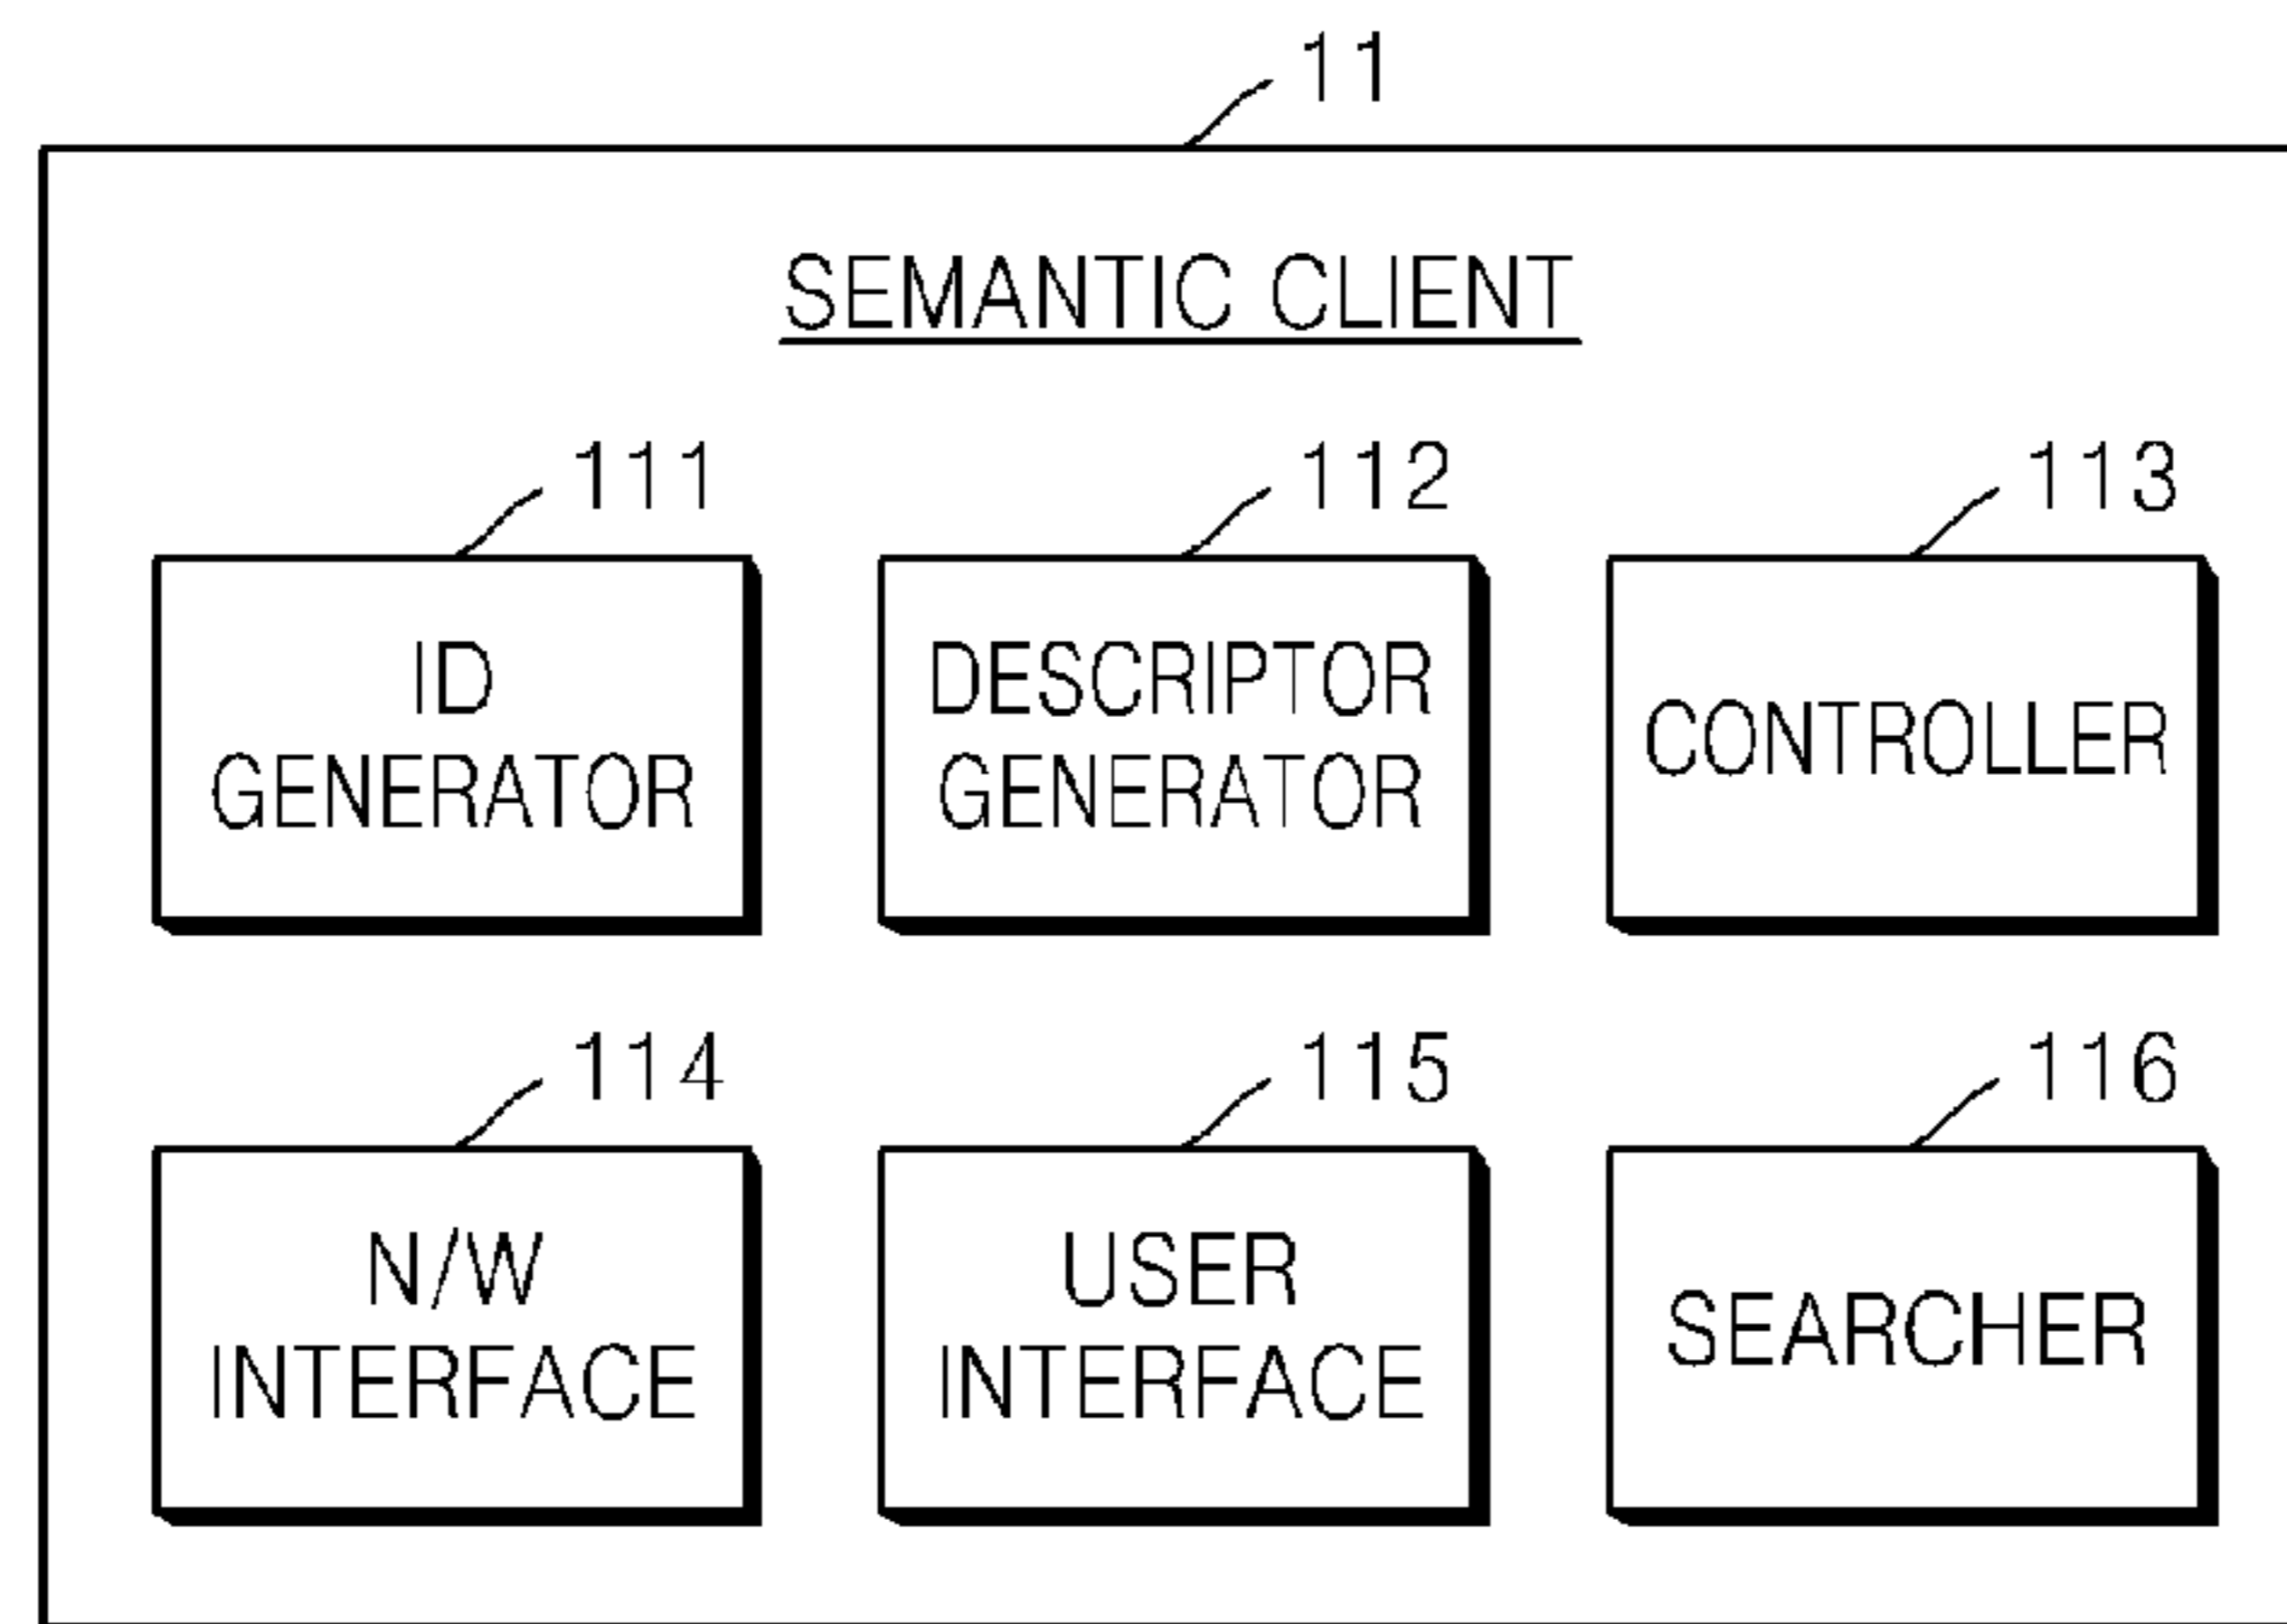 11
SEMANTIC CLIENT
111
112
113
ID
GENERATOR
DESCRIPTOR
GENERATOR
CONTROLLER
114
115
116
N/W
INTERFACE
USER
INTERFACE
SEARCHER